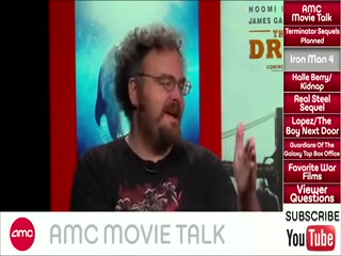 NOOMI
JAMES GA
TH
DR
COMING
AMC
Movie Talk
Terminator Sequels
Planned
Iron Man 4
Halle Berry/
Kidnap
Real Steel
Sequel
Lopez/The
Boy Next Door
Guardians Of The
Galaxy Top Box Office
Favorite War
Films
Viewer
Questions
SUBSCRIBE
YouTube
amc
AMC MOVIE TALK